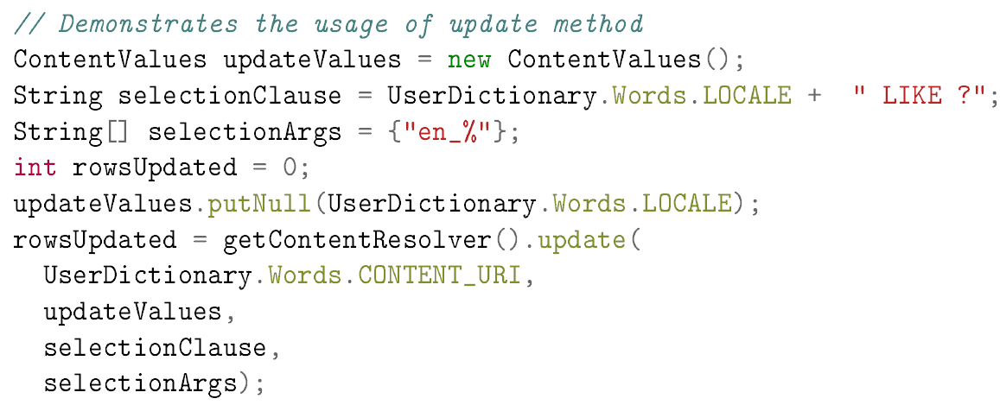 // Demonstrates the usage of update method
ContentValues updateValues = new ContentValues();
String selectionClause = UserDictionary.Words.LOCALE +  " LIKE ?";
String[] selectionArgs = {"en_%"};
int rowsUpdated = 0;
updateValues.putNull(UserDictionary.Words.LOCALE);
rowsUpdated = getContentResolver().update(
  UserDictionary.Words.CONTENT_URI,
  updateValues,
  selectionClause,
  selectionArgs);